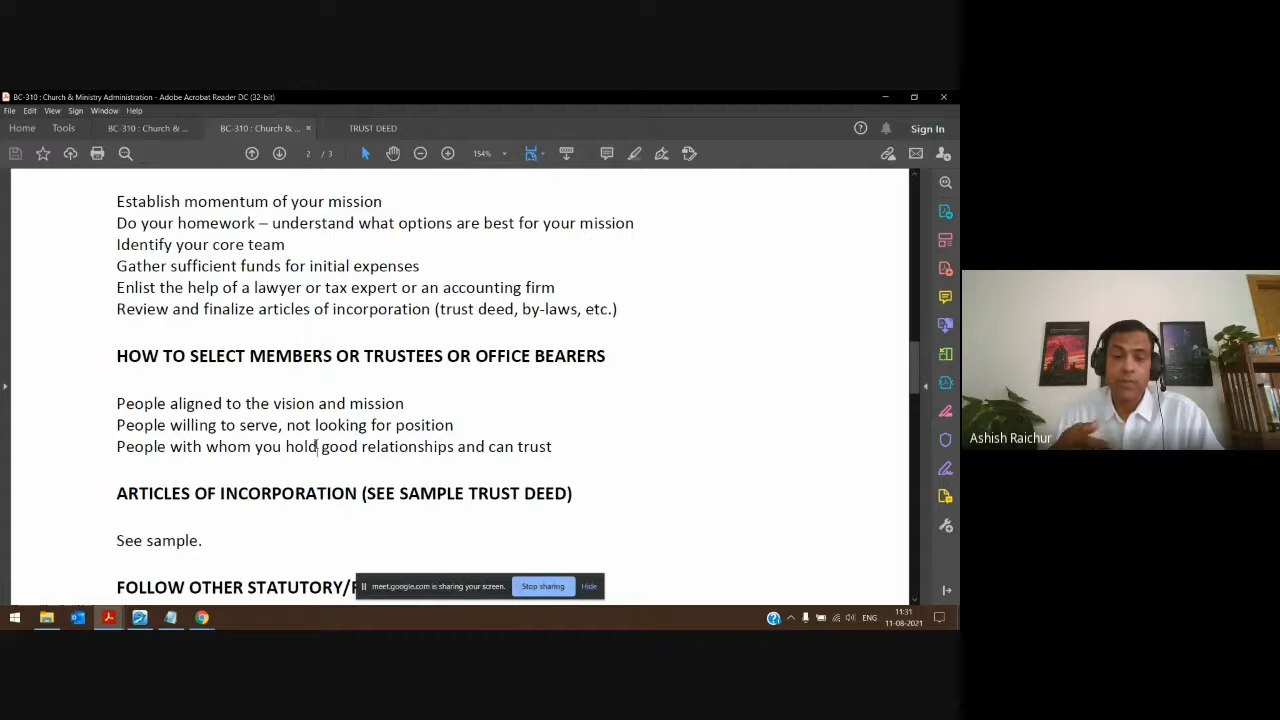 BC-310 : Church & Ministry Administration - Adobe Acrobat Reader DC (32-bit)
File Edit View Sign Window Help
Home Tools BC-310 : Church & ... BC-310 : Church & ... × TRUST DEED Sign In
2 / 3 154%
Establish momentum of your mission
Do your homework – understand what options are best for your mission
Identify your core team
Gather sufficient funds for initial expenses
Enlist the help of a lawyer or tax expert or an accounting firm
Review and finalize articles of incorporation (trust deed, by-laws, etc.)
HOW TO SELECT MEMBERS OR TRUSTEES OR OFFICE BEARERS
People aligned to the vision and mission
People willing to serve, not looking for position
People with whom you hold good relationships and can trust
ARTICLES OF INCORPORATION (SEE SAMPLE TRUST DEED)
See sample.
FOLLOW OTHER STATUTORY/
meet.google.com is sharing your screen. Stop sharing Hide
ENG
11:31
11-08-2021
Ashish Raichur